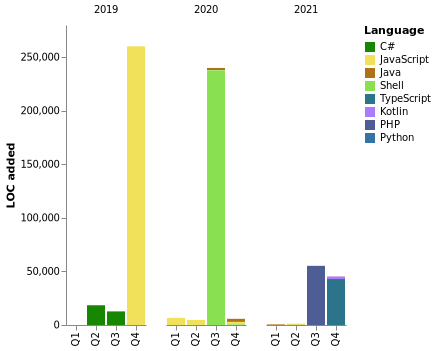 2019 2020 2021
Language
C#
JavaScript
Java
Shell
TypeScript
Kotlin
PHP
Python
LOC added
250,000
200,000
150,000
100,000
50,000
0
Q1 Q2 Q3 Q4 Q1 Q2 Q3 Q4 Q1 Q2 Q3 Q4